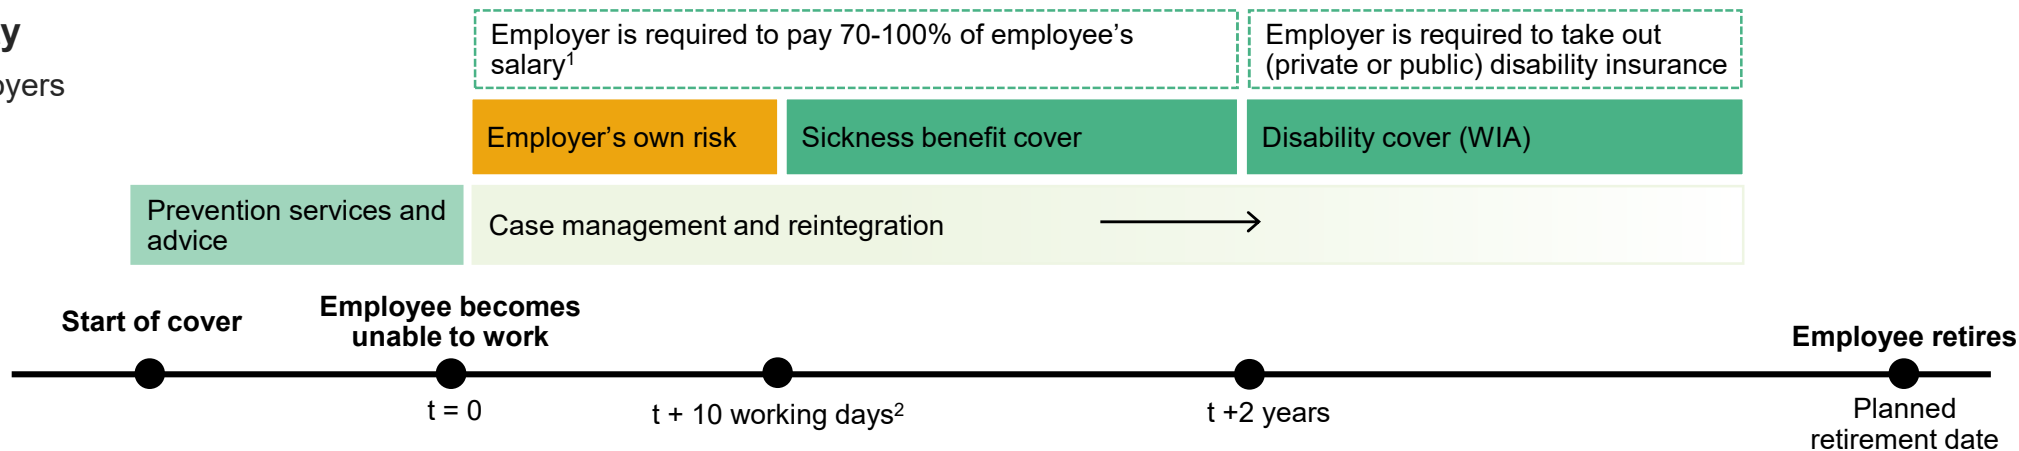 y
oyers
Employer is required to pay 70-100% of employee's
salary1
Employer is required to take out
(private or public) disability insurance
Employer's own risk
Sickness benefit cover
Disability cover (WIA)
Prevention services and
advice
Case management and reintegration
Start of cover
Employee becomes
unable to work
Employee retires
t = 0
t + 10 working days2
t +2 years
Planned
retirement date